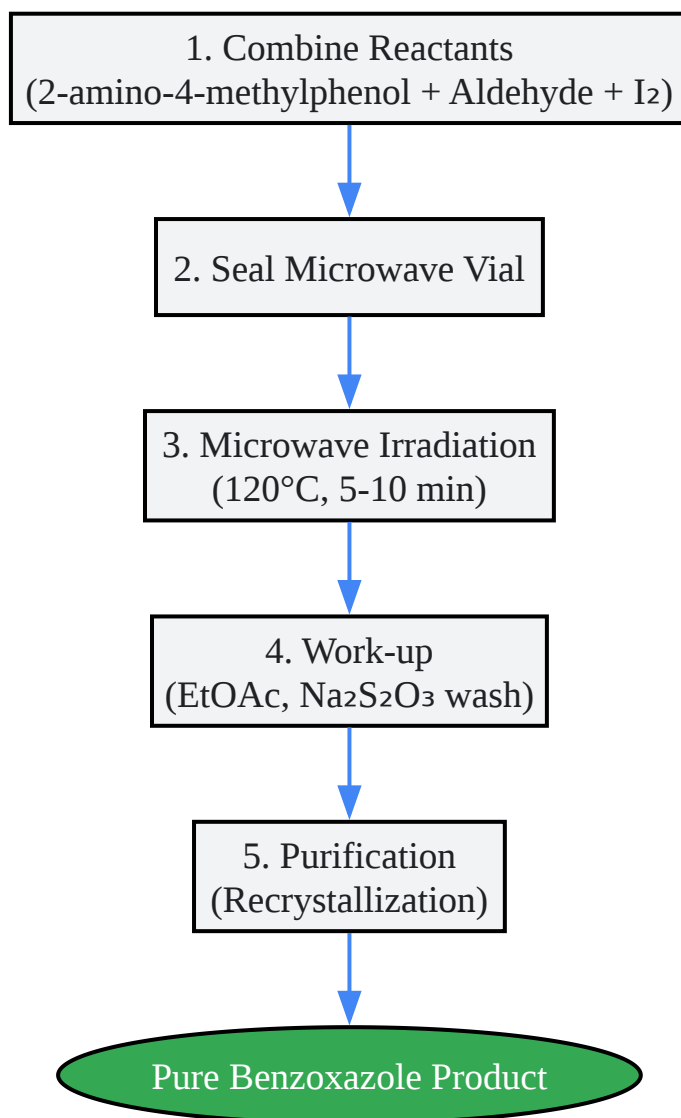 1. Combine Reactants
(2-amino-4-methylphenol + Aldehyde + I₂)
2. Seal Microwave Vial
3. Microwave Irradiation
(120°C, 5-10 min)
4. Work-up
(EtOAc, Na₂S₂O₃ wash)
5. Purification
(Recrystallization)
Pure Benzoxazole Product